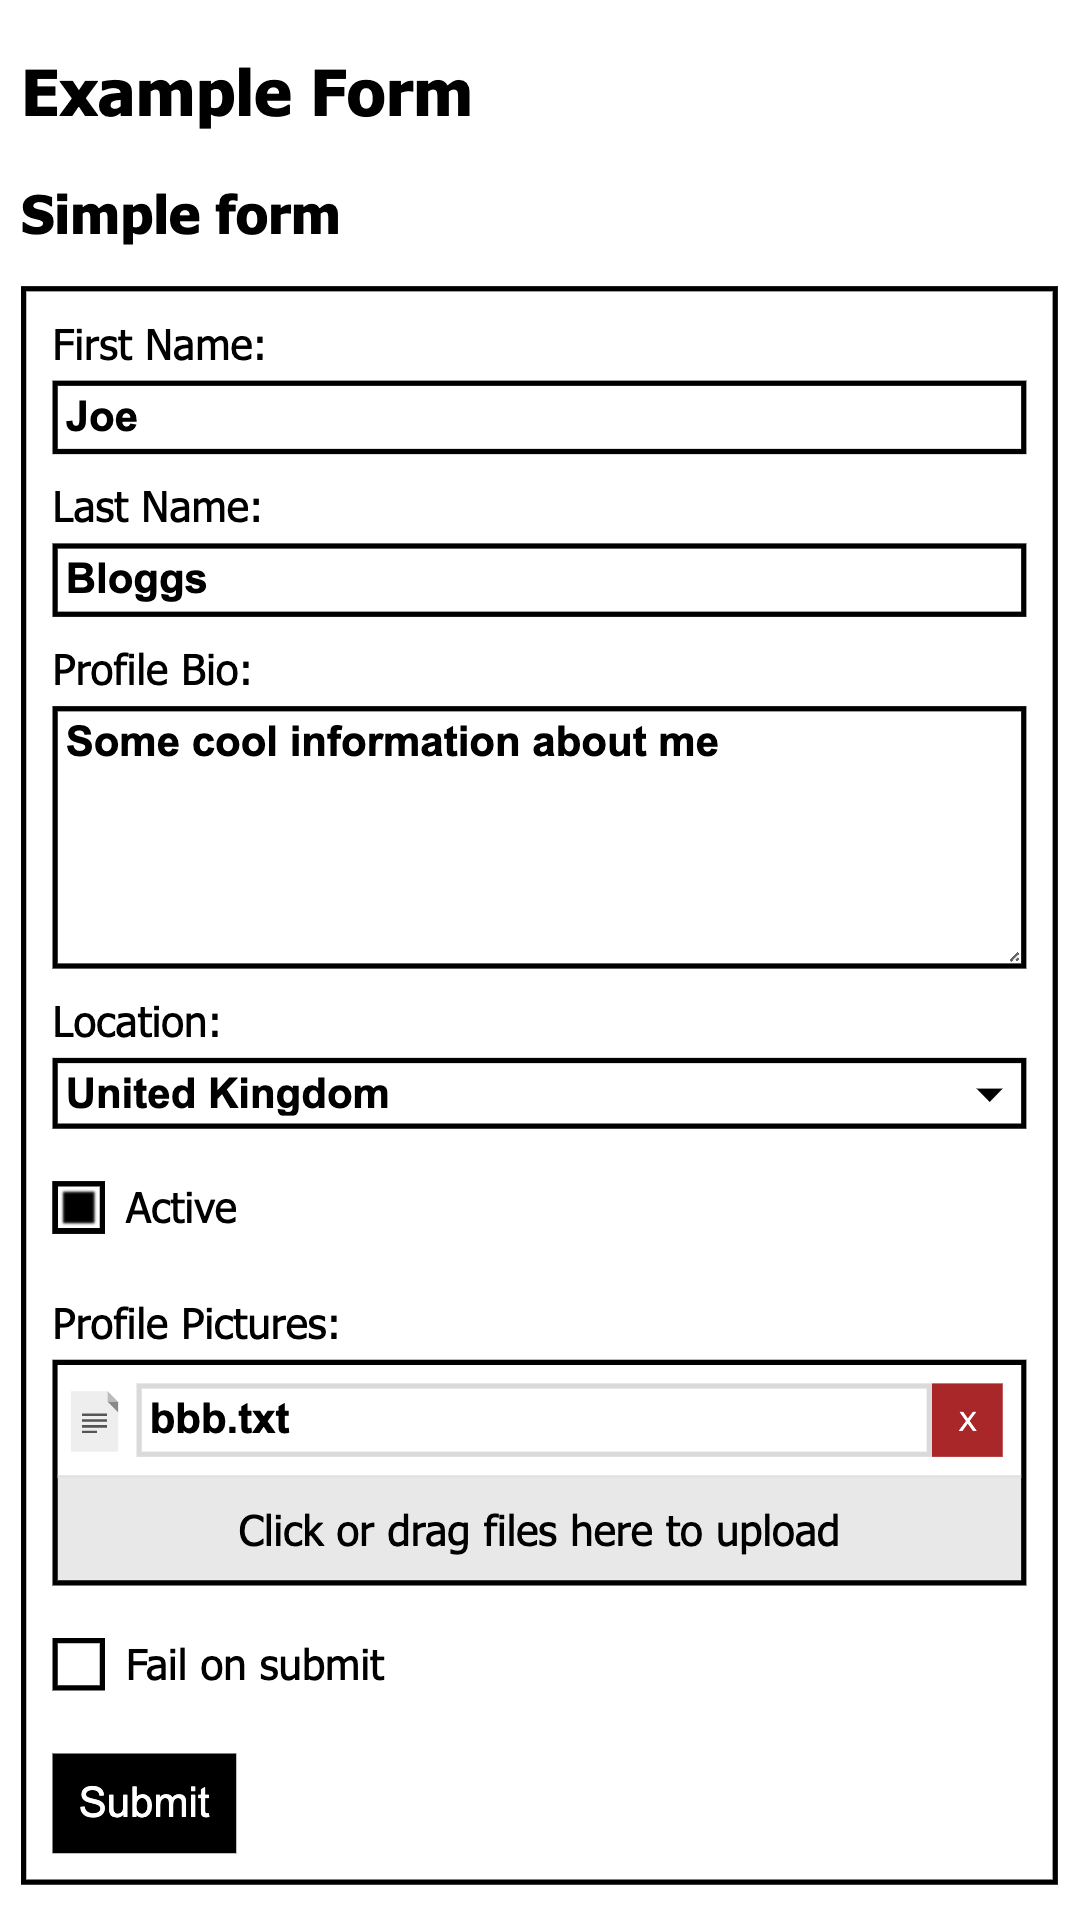 Example Form
Simple form
First Name:
Joe
Last Name:
Bloggs
Profile Bio:
Some cool information about me
Location:
United Kingdom
Active
Profile Pictures:
bbb.txt
x
Click or drag files here to upload
Fail on submit
Submit